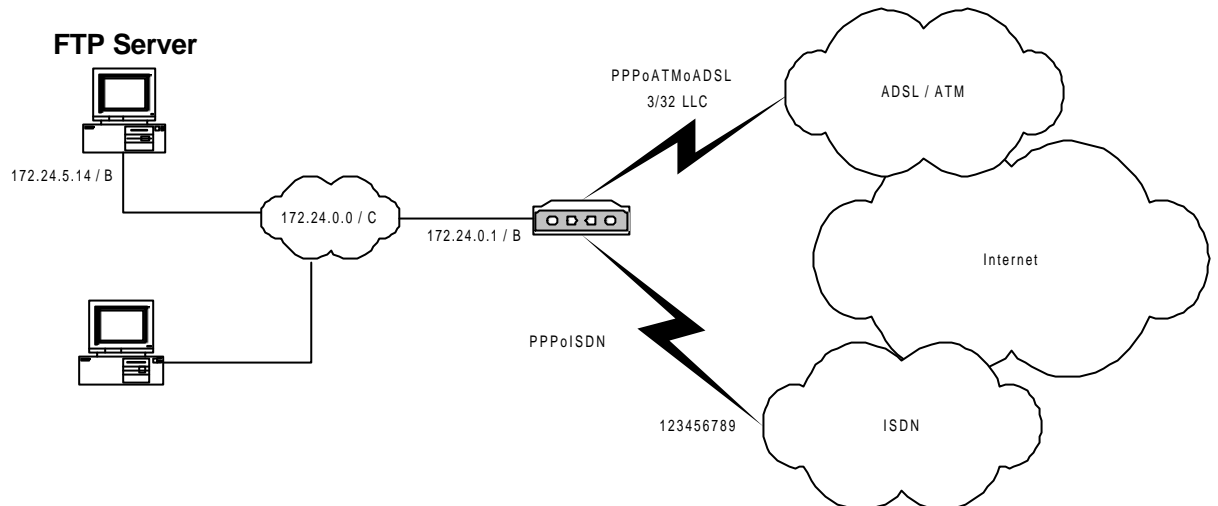 FTP Server
172.24.5.14 / B
172.24.0.0 / C
172.24.0.1 / B
PPPoATMoADSL
3/32 LLC
ADSL / ATM
Internet
PPPoISDN
123456789
ISDN